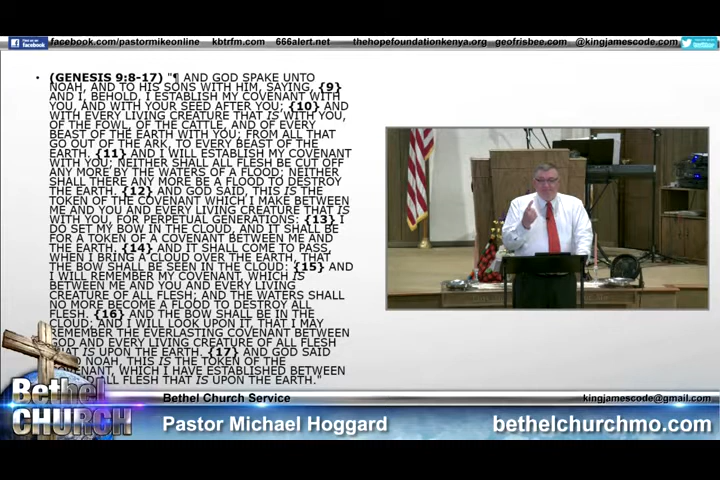 facebook.com/pastormikeonline kbtrfm.com 666alert.net thehopefoundationkenya.org geofrisbee.com @kingjamescode.com
• (GENESIS 9:8-17) "¶ AND GOD SPAKE UNTO
NOAH, AND TO HIS SONS WITH HIM, SAYING, {9}
AND I, BEHOLD, I ESTABLISH MY COVENANT WITH
YOU, AND WITH YOUR SEED AFTER YOU; {10} AND
WITH EVERY LIVING CREATURE THAT IS WITH YOU,
OF THE FOWL, OF THE CATTLE, AND OF EVERY
BEAST OF THE EARTH WITH YOU; FROM ALL THAT
GO OUT OF THE ARK, TO EVERY BEAST OF THE
EARTH. {11} AND I WILL ESTABLISH MY COVENANT
WITH YOU; NEITHER SHALL ALL FLESH BE CUT OFF
ANY MORE BY THE WATERS OF A FLOOD; NEITHER
SHALL THERE ANY MORE BE A FLOOD TO DESTROY
THE EARTH. {12} AND GOD SAID, THIS IS THE
TOKEN OF THE COVENANT WHICH I MAKE BETWEEN
ME AND YOU AND EVERY LIVING CREATURE THAT IS
WITH YOU, FOR PERPETUAL GENERATIONS: {13} I
DO SET MY BOW IN THE CLOUD, AND IT SHALL BE
FOR A TOKEN OF A COVENANT BETWEEN ME AND
THE EARTH. {14} AND IT SHALL COME TO PASS,
WHEN I BRING A CLOUD OVER THE EARTH, THAT
THE BOW SHALL BE SEEN IN THE CLOUD: {15} AND
I WILL REMEMBER MY COVENANT, WHICH IS
BETWEEN ME AND YOU AND EVERY LIVING
CREATURE OF ALL FLESH; AND THE WATERS SHALL
NO MORE BECOME A FLOOD TO DESTROY ALL
FLESH. {16} AND THE BOW SHALL BE IN THE
CLOUD; AND I WILL LOOK UPON IT, THAT I MAY
REMEMBER THE EVERLASTING COVENANT BETWEEN
GOD AND EVERY LIVING CREATURE OF ALL FLESH
THAT IS UPON THE EARTH. {17} AND GOD SAID
NOAH, THIS IS THE TOKEN OF THE
WHICH I HAVE ESTABLISHED BETWEEN
ALL FLESH THAT IS UPON THE EARTH."
Bethel
CHURCH
Bethel Church Service kingjamescode@gmail.com
Pastor Michael Hoggard bethelchurchmo.com